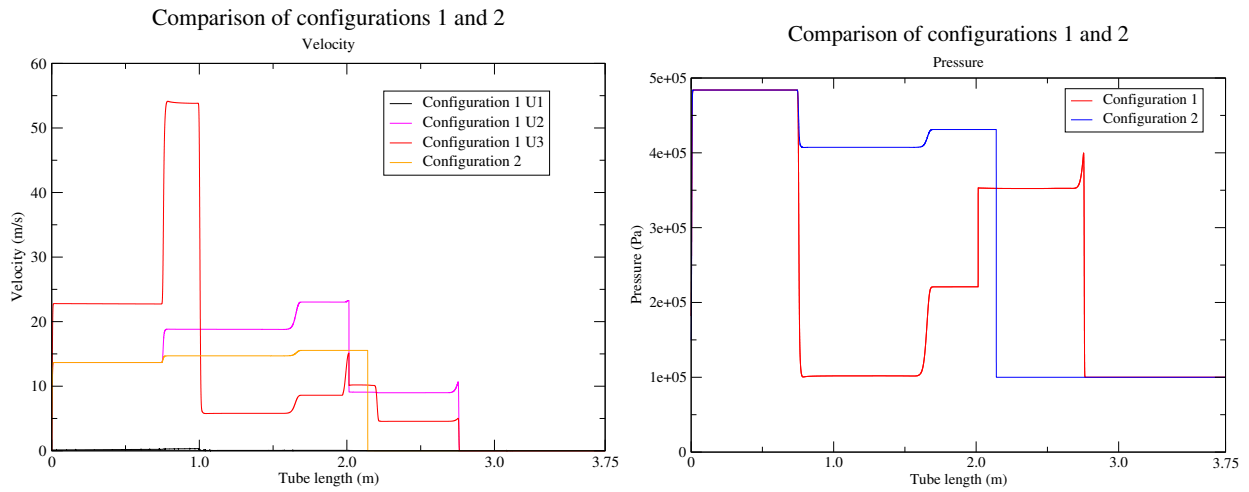 Comparison of configurations 1 and 2
Velocity
60
50
40
30
20
10
0
Velocity (m/s)
Configuration 1 U1
Configuration 1 U2
Configuration 1 U3
Configuration 2
0
1.0
2.0
3.0
3.75
Tube length (m)
Comparison of configurations 1 and 2
Pressure
5e+05
4e+05
3e+05
2e+05
1e+05
0
Pressure (Pa)
Configuration 1
Configuration 2
0
1.0
2.0
3.0
3.75
Tube length (m)